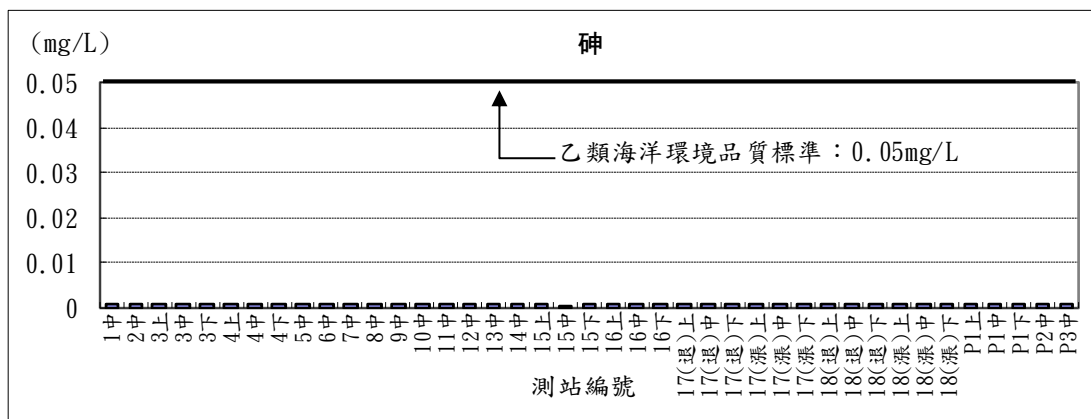 (mg/L)
砷
0.05
0.04
0.03
0.02
0.01
0
乙類海洋環境品質標準：0.05mg/L
1中
2中
3上
3中
3下
4上
4中
4下
5中
6中
7中
8中
9中
10中
11中
12中
13中
14中
15上
15中
15下
16上
16中
16下
17(退)上
17(退)中
17(退)下
17(漲)上
17(漲)中
17(漲)下
18(退)上
18(退)中
18(退)下
18(漲)上
18(漲)中
18(漲)下
P1上
P1中
P1下
P2中
P3中
測站編號